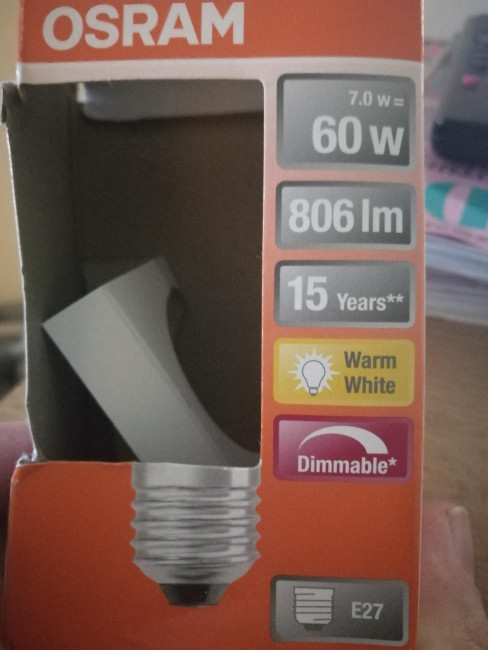 OSRAM
7.0 w=
60 w
806 lm
15 Years**
Warm
White
Dimmable*
E27